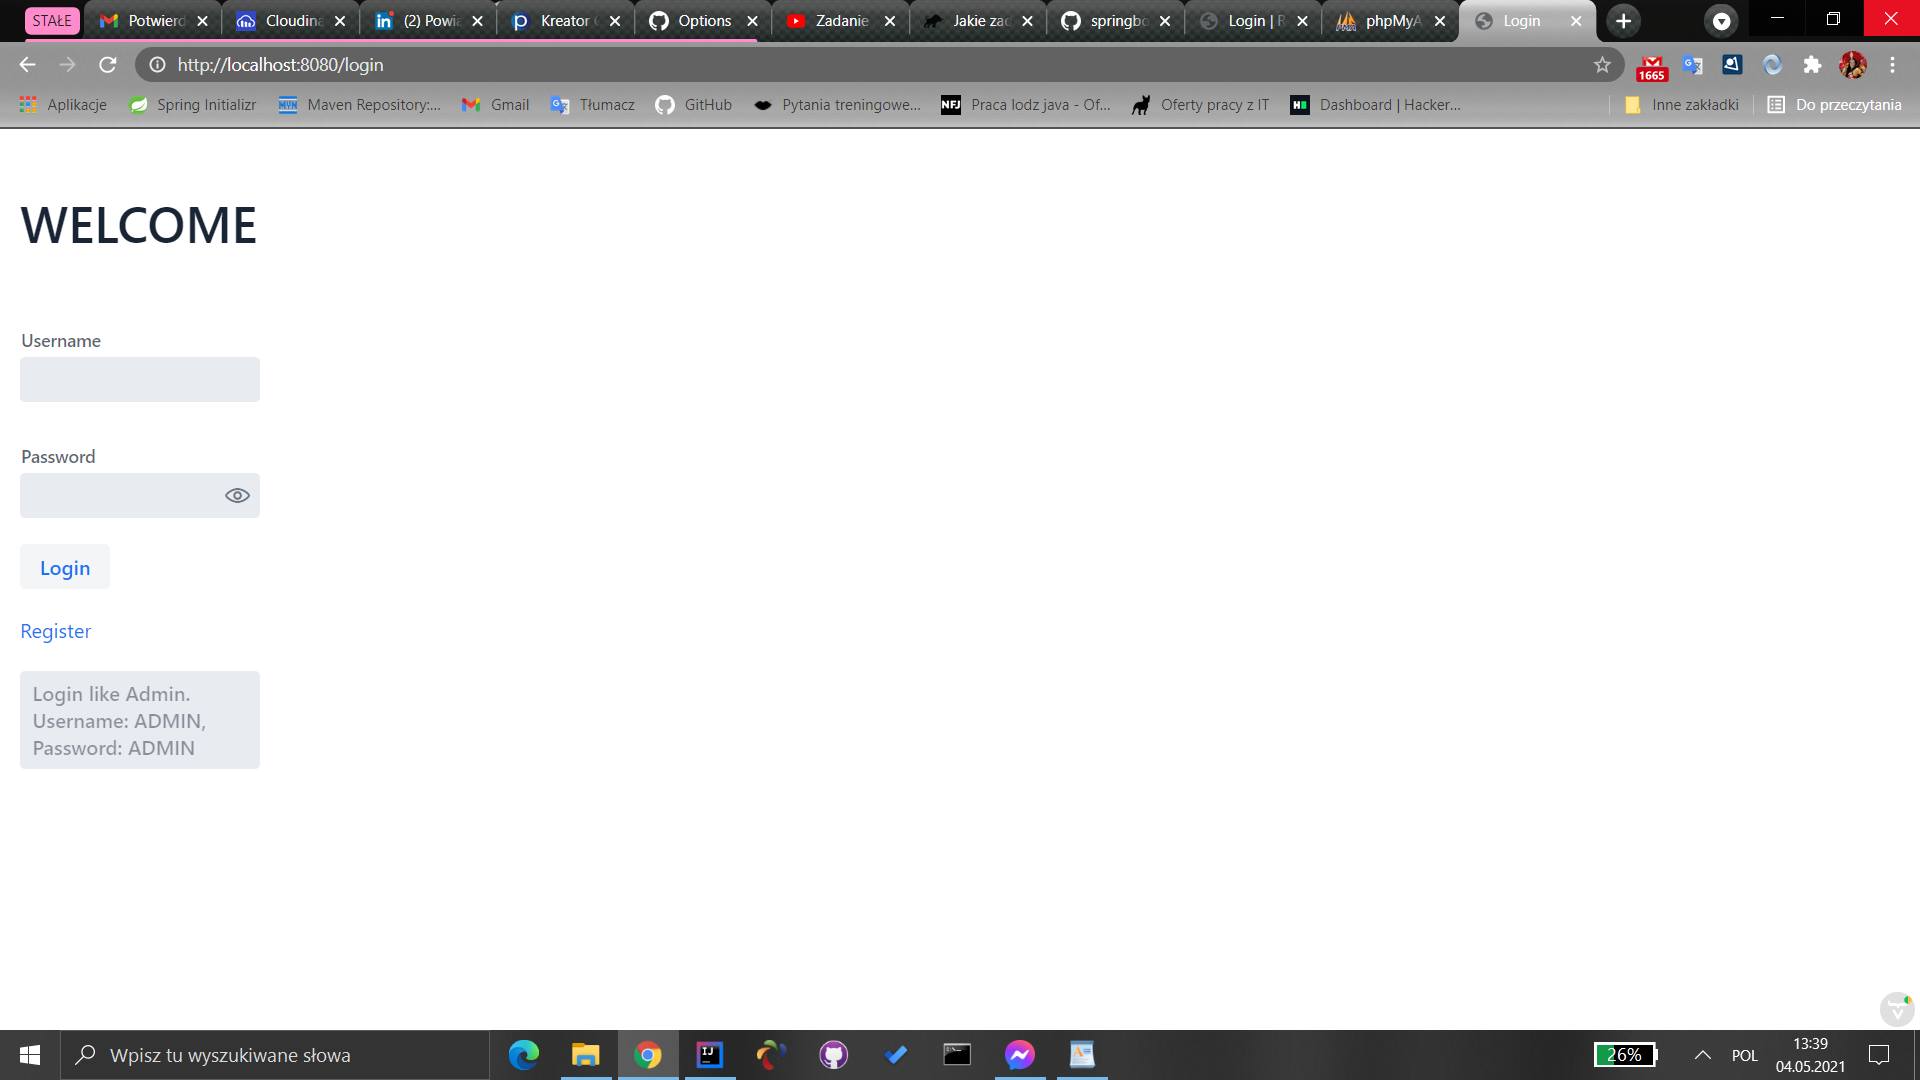 STAŁE
Potwierd
Cloudina
(2) Powia
Kreator
Options
Zadanie
Jakie zad
springbo
Login | R
phpMyA
Login
http://localhost:8080/login
1665
Aplikacje
Spring Initializr
Maven Repository:...
Gmail
Tłumacz
GitHub
Pytania treningowe...
NFJ
Praca lodz java - Of...
Oferty pracy z IT
Dashboard | Hacker...
Inne zakładki
Do przeczytania
WELCOME
Username
Password
Login
Register
Login like Admin.
Username: ADMIN,
Password: ADMIN
Wpisz tu wyszukiwane słowa
26%
POL
13:39
04.05.2021